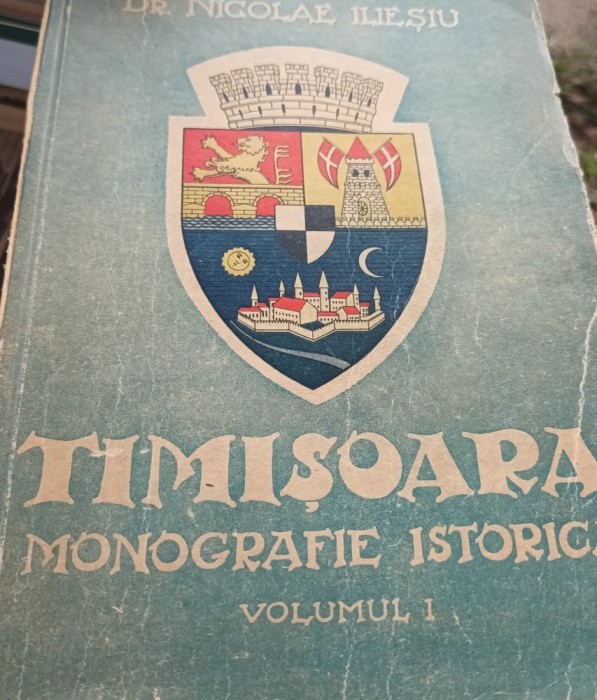 DR. NICOLAE ILIEȘIU
TIMIȘOARA
MONOGRAFIE ISTORIC
VOLUMUL I